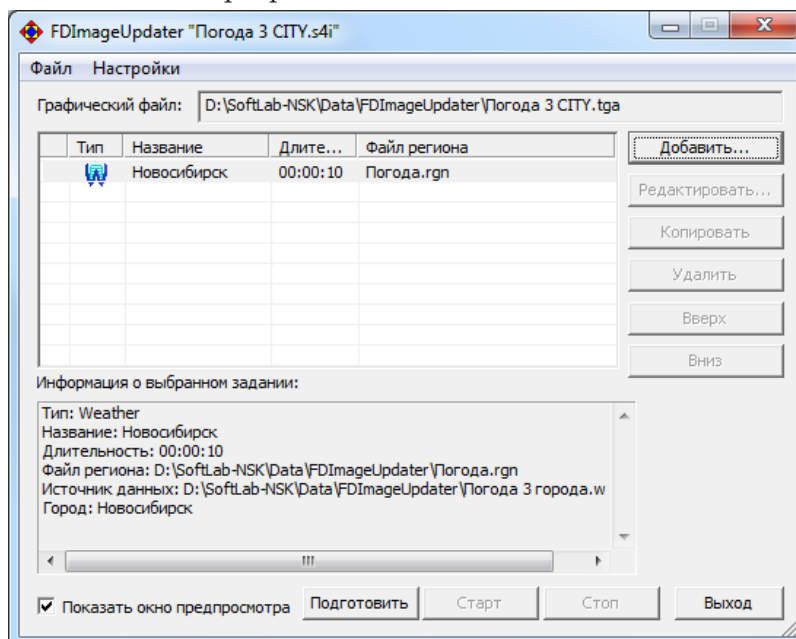 FDImageUpdater "Погода 3 CITY.s4i"
Файл Настройки
Графический файл: D:\SoftLab-NSK\Data\FDImageUpdater\Погода 3 CITY.tga
Тип Название Длите... Файл региона
Новосибирск 00:00:10 Погода.rgn
Добавить...
Редактировать...
Копировать
Удалить
Вверх
Вниз
Информация о выбранном задании:
Тип: Weather
Название: Новосибирск
Длительность: 00:00:10
Файл региона: D:\SoftLab-NSK\Data\FDImageUpdater\Погода.rgn
Источник данных: D:\SoftLab-NSK\Data\FDImageUpdater\Погода 3 города.w
Город: Новосибирск
Показать окно предпросмотра Подготовить Старт Стоп Выход